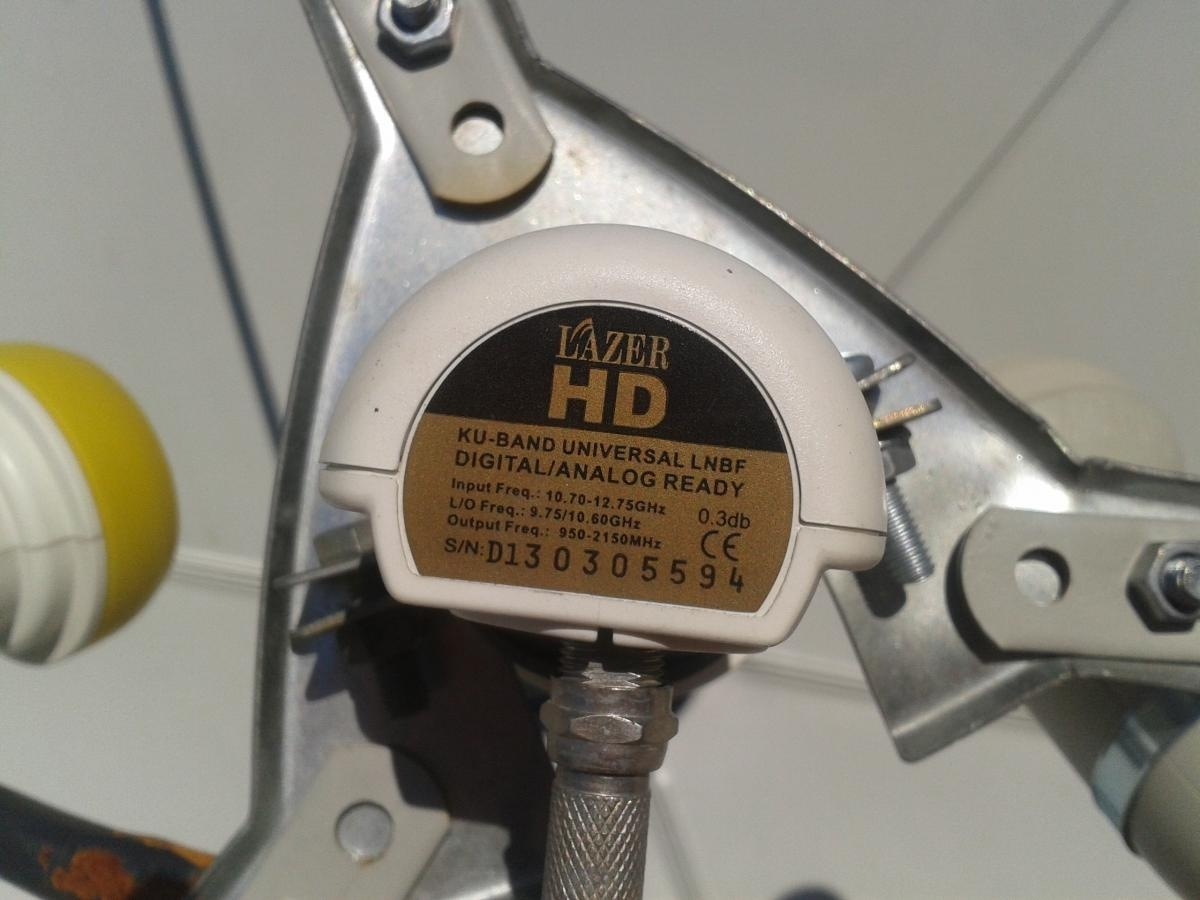 LAZER
HD
KU-BAND UNIVERSAL LNBF
DIGITAL/ANALOG READY
Input Freq.: 10.70-12.75GHz
L/O Freq.: 9.75/10.60GHz 0.3db
Output Freq.: 950-2150MHz CE
S/N:D130305594